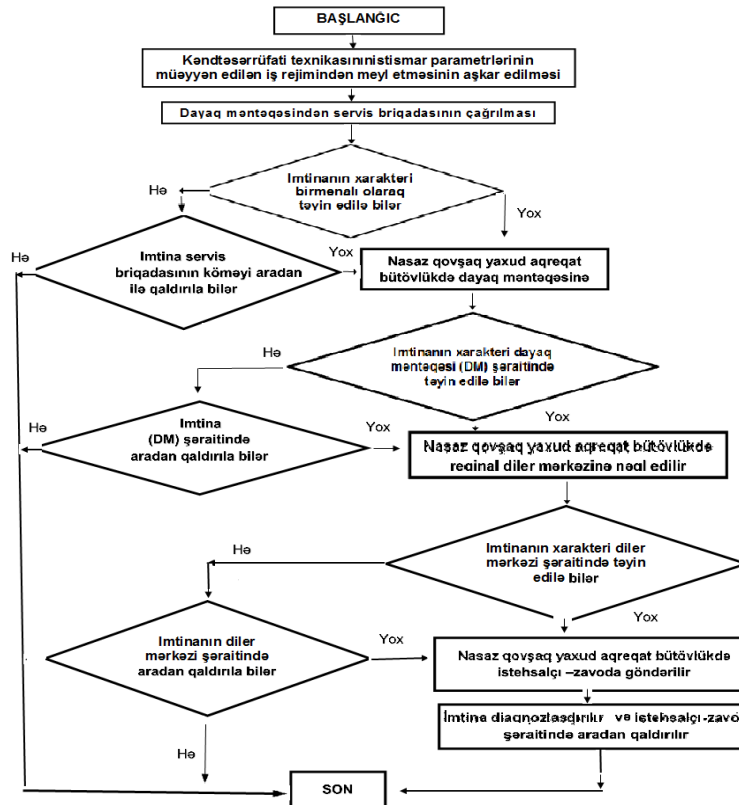 BAŞLANĞIC
Kəndtəsərrüfati texnikasınınistismar parametrlərinin
müəyyən edilən iş rejimindən meyl etməsinin aşkar edilməsi
Dayaq məntəqəsindən servis briqadasının çağrılması
Hə
Imtinanın xarakteri
birmenalı olaraq
təyin edilə bilər
Yox
Hə
Imtina servis
briqadasının köməyi aradan
ilə qaldırıla bilər
Yox
Nasaz qovşaq yaxud aqreqat
bütövlükdə dayaq məntəqəsinə
Hə
Imtinanın xarakteri dayaq
məntəqəsi (DM) şəraitində
təyin edilə bilər
Yox
Hə
Imtina
(DM) şəraitində
aradan qaldırıla bilər
Yox
Nasaz qovşaq yaxud aqreqat bütövlükdə
reqinal diler mərkəzinə nəql edilir
Hə
Imtinanın xarakteri diler
mərkəzi şəraitində təyin
edilə bilər
Yox
Imtinanın diler
mərkəzi şəraitində
aradan qaldırıla bilər
Yox
Nasaz qovşaq yaxud aqreqat bütövlükdə
istehsalçı –zavoda göndərilir
İmtina diaqnozlaşdırılır və istehsalçı-zavod
şəraitində aradan qaldırılır
Hə
SON